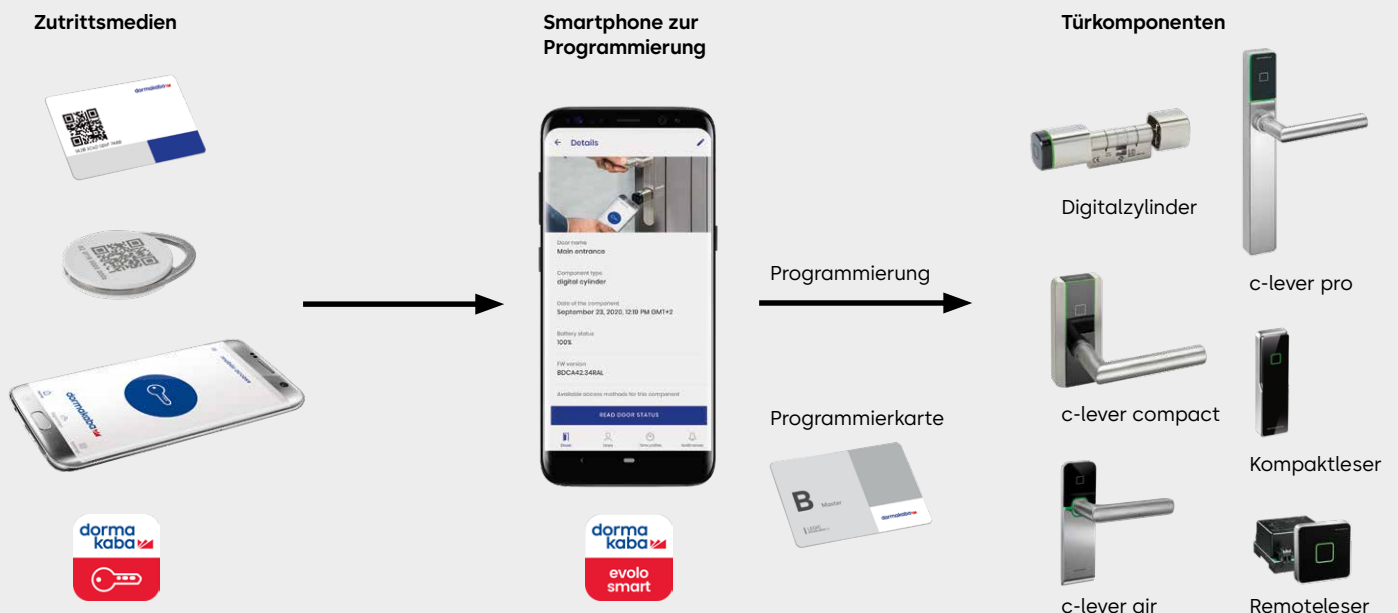 Zutrittsmedien
dormakaba
dormakaba
mobile access
dorma
kaba
Smartphone zur
Programmierung
Details
Door name
Main entrance
Component type
digital cylinder
Date of the component
September 23, 2020, 12:19 PM GMT+2
Battery status
100%
FW version
BDCA42.34RAL
Available access methods for this component
READ DOOR STATUS
dorma
kaba
evolo
smart
Programmierung
Programmierkarte
B Master
dormakaba
Türkomponenten
Digitalzylinder
c-lever pro
c-lever compact
Kompaktleser
c-lever air
Remoteleser